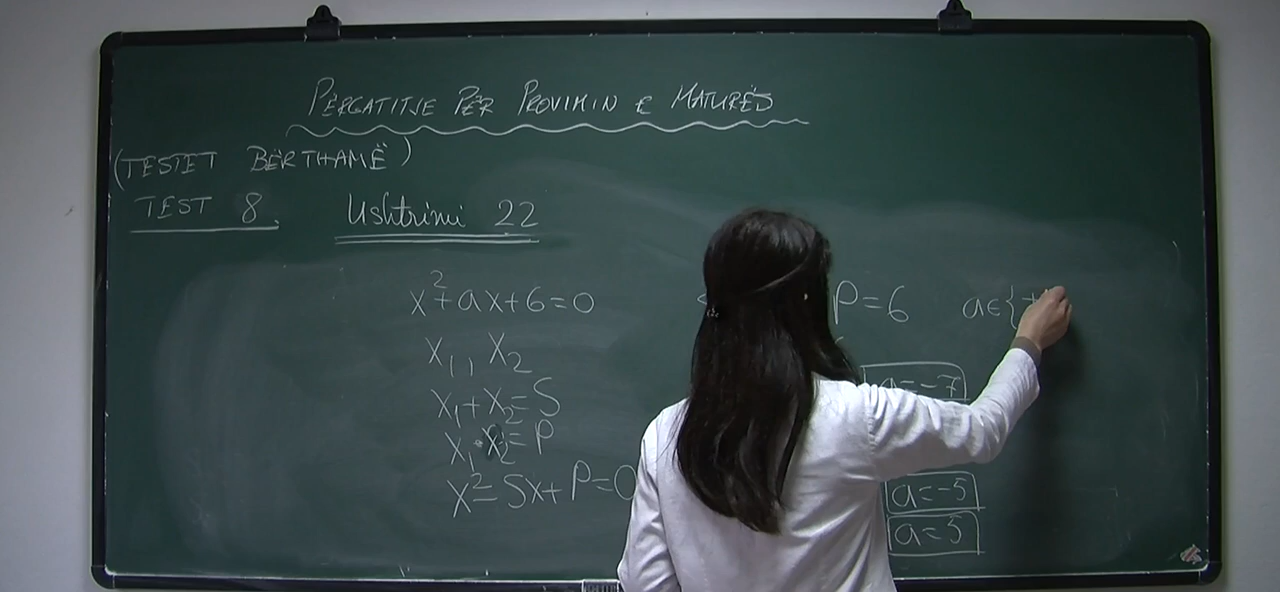 PËRGATITJE PËR PROVIMIN E MATURËS
(TESTET BËRTHAMË)
TEST 8. Ushtrimi 22
x²+ax+6=0
x₁, x₂
x₁+x₂=S
x₁·x₂=P
x²-Sx+P=0
P=6
a=-7
a=-5
a=5
a∈{